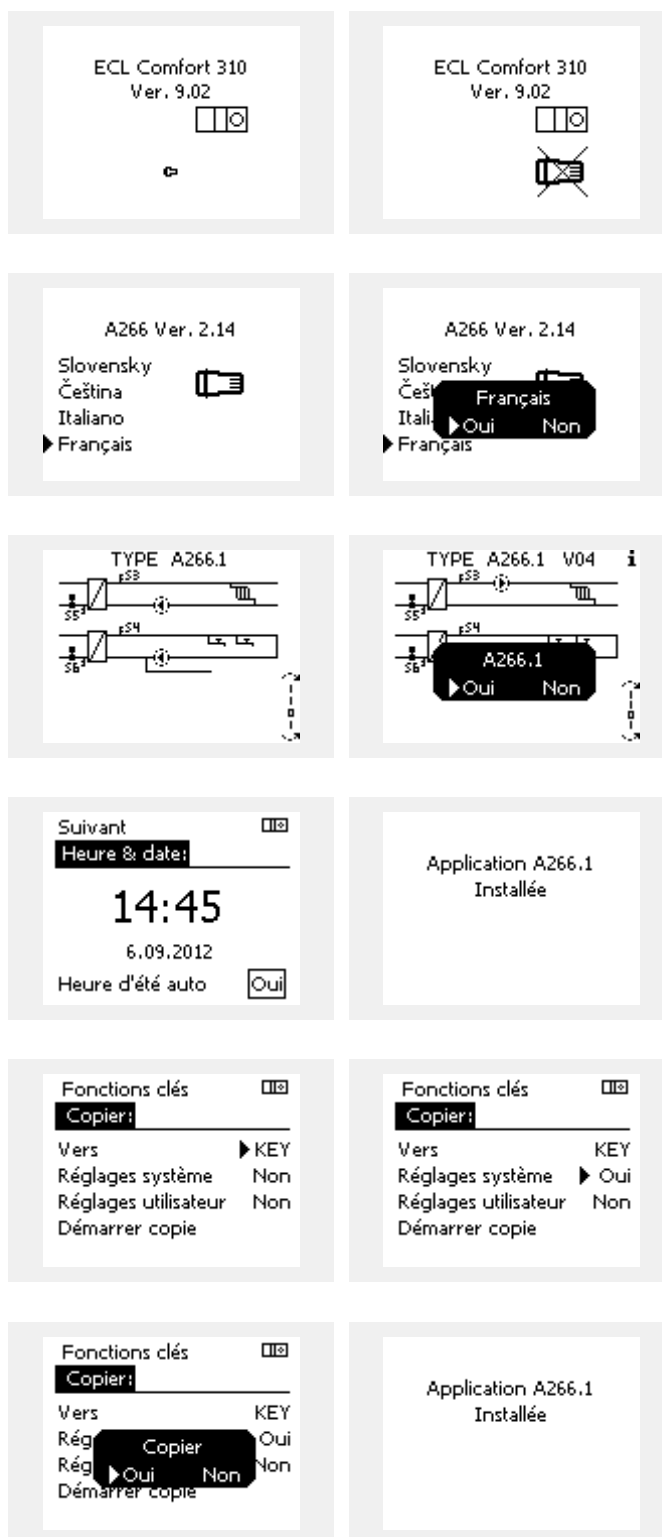 ECL Comfort 310
Ver. 9.02
ECL Comfort 310
Ver. 9.02
A266 Ver. 2.14
Slovensky
Čeština
Italiano
Français
A266 Ver. 2.14
Slovensky
Češt
Itali
Français
Français
Oui Non
TYPE A266.1
S3
S5
S4
S6
TYPE A266.1 V04 i
S3
S5
S4
S6
A266.1
Oui Non
Suivant
Heure & date:
14:45
6.09.2012
Heure d'été auto Oui
Application A266.1
Installée
Fonctions clés
Copier:
Vers KEY
Réglages système Non
Réglages utilisateur Non
Démarrer copie
Fonctions clés
Copier:
Vers KEY
Réglages système Oui
Réglages utilisateur Non
Démarrer copie
Fonctions clés
Copier:
Vers KEY
Rég Oui
Rég Non
Démarrer copie
Copier
Oui Non
Application A266.1
Installée